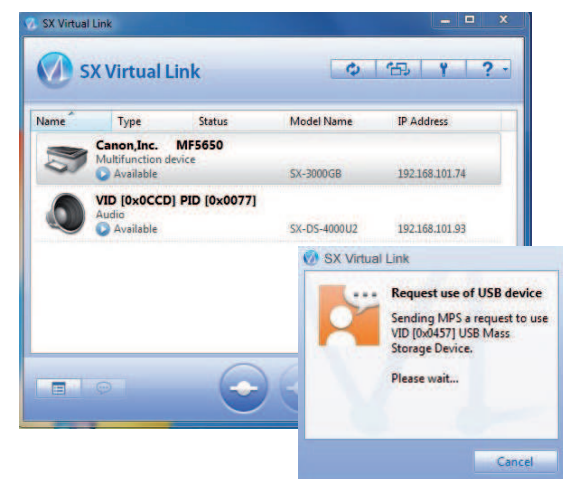 SX Virtual Link
SX Virtual Link
?
Name Type Status Model Name IP Address
Canon,Inc. MF5650
Multifunction device
Available SX-3000GB 192.168.101.74
VID [0x0CCD] PID [0x0077]
Audio
Available SX-DS-4000U2 192.168.101.93
SX Virtual Link
Request use of USB device
Sending MPS a request to use
VID [0x0457] USB Mass
Storage Device.
Please wait...
Cancel